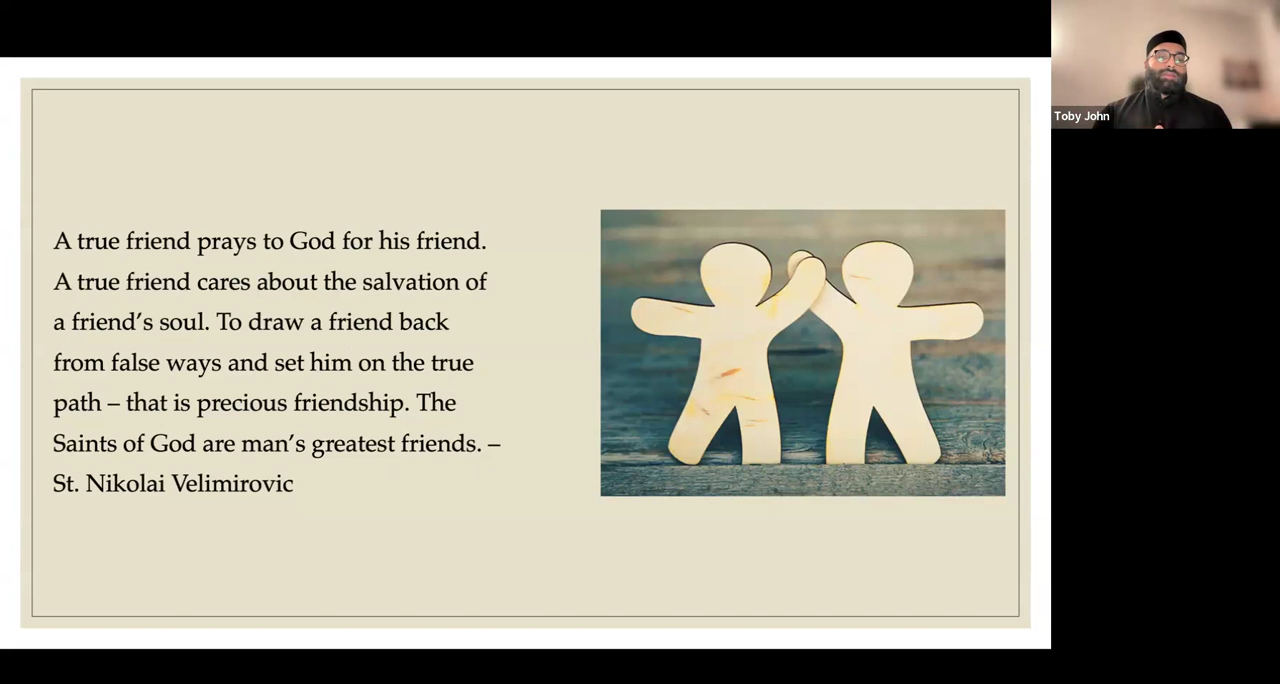 A true friend prays to God for his friend.
A true friend cares about the salvation of
a friend’s soul. To draw a friend back
from false ways and set him on the true
path – that is precious friendship. The
Saints of God are man’s greatest friends. –
St. Nikolai Velimirovic
Toby John